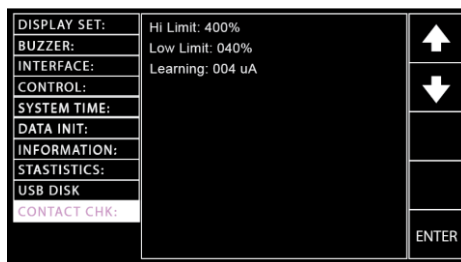 DISPLAY SET:
BUZZER:
INTERFACE:
CONTROL:
SYSTEM TIME:
DATA INIT:
INFORMATION:
STASTISTICS:
USB DISK
CONTACT CHK:
Hi Limit: 400%
Low Limit: 040%
Learning: 004 uA
ENTER